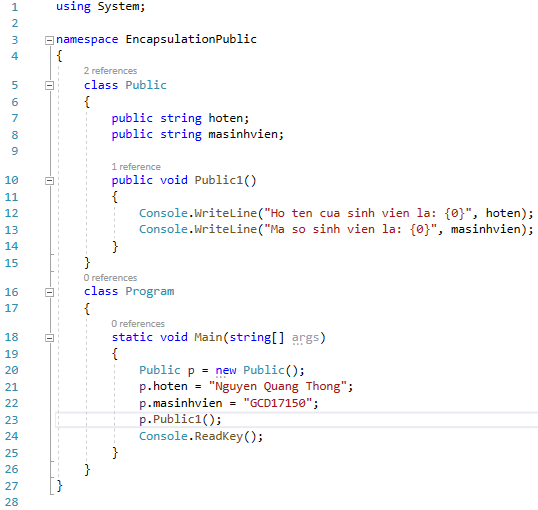 1 using System;
2
3 namespace EncapsulationPublic
4 {
2 references
5 class Public
6 {
7 public string hoten;
8 public string masinhvien;
9
1 reference
10 public void Public1()
11 {
12 Console.WriteLine("Ho ten cua sinh vien la: {0}", hoten);
13 Console.WriteLine("Ma so sinh vien la: {0}", masinhvien);
14 }
15 }
0 references
16 class Program
17 {
0 references
18 static void Main(string[] args)
19 {
20 Public p = new Public();
21 p.hoten = "Nguyen Quang Thong";
22 p.masinhvien = "GCD17150";
23 p.Public1();
24 Console.ReadKey();
25 }
26 }
27 }
28